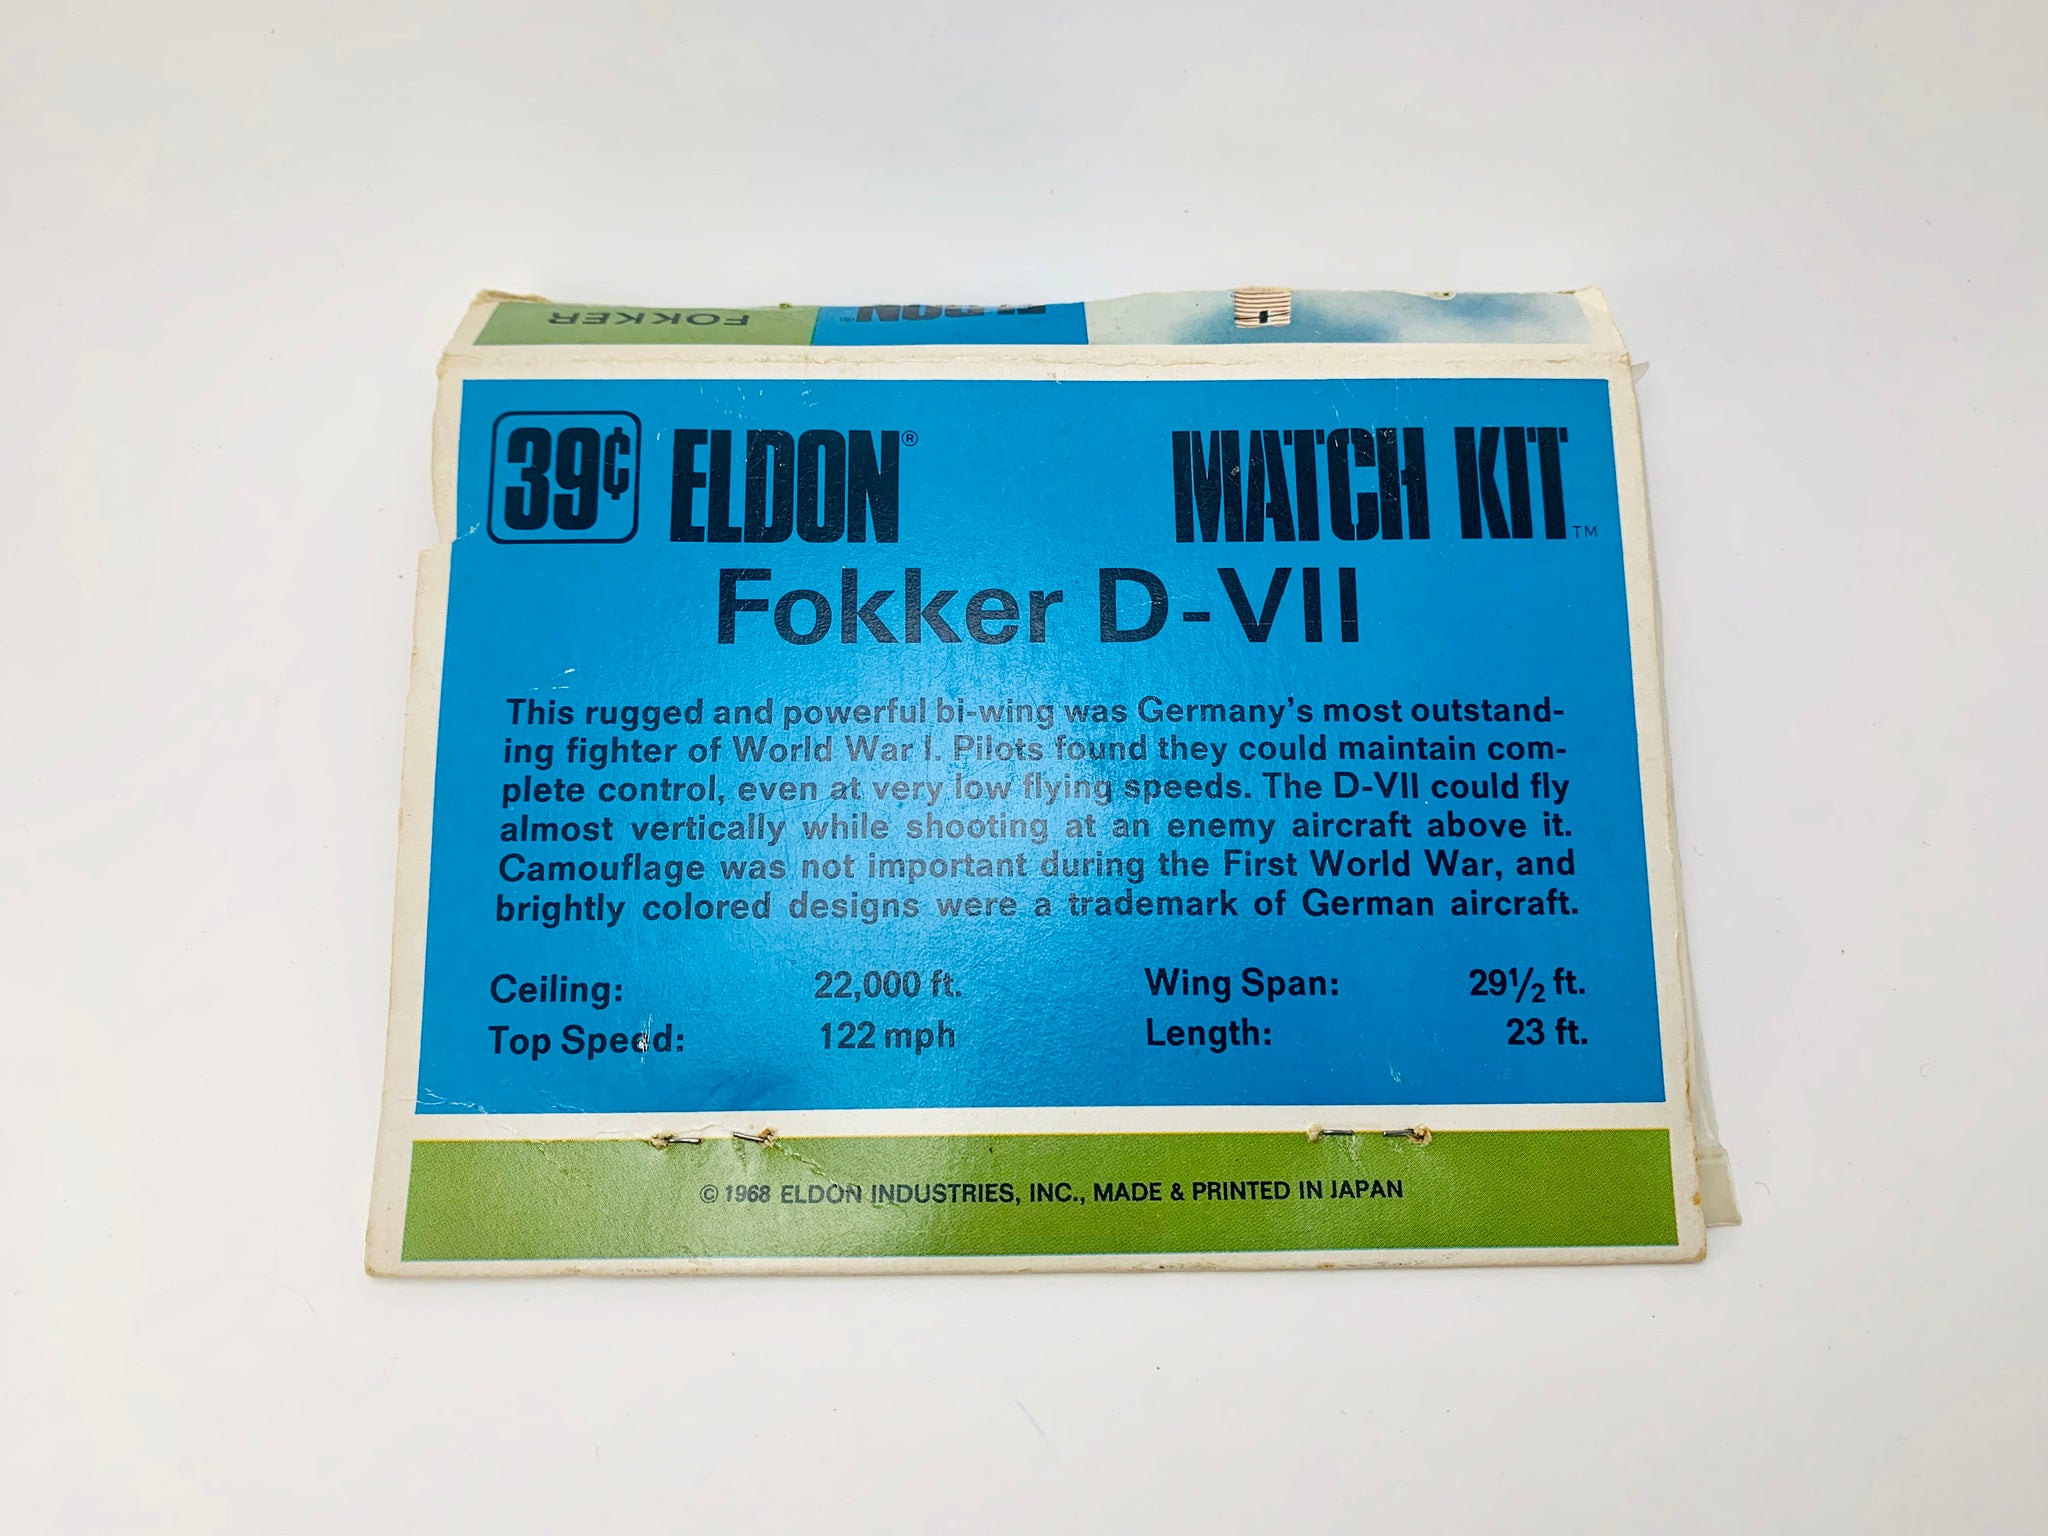 FOKKER
ELDON®
39¢ ELDON® MATCH KIT™
Fokker D-VII
This rugged and powerful bi-wing was Germany's most outstand-
ing fighter of World War I. Pilots found they could maintain com-
plete control, even at very low flying speeds. The D-VII could fly
almost vertically while shooting at an enemy aircraft above it.
Camouflage was not important during the First World War, and
brightly colored designs were a trademark of German aircraft.
Ceiling: 22,000 ft. Wing Span: 29½ ft.
Top Speed: 122 mph Length: 23 ft.
© 1968 ELDON INDUSTRIES, INC., MADE & PRINTED IN JAPAN